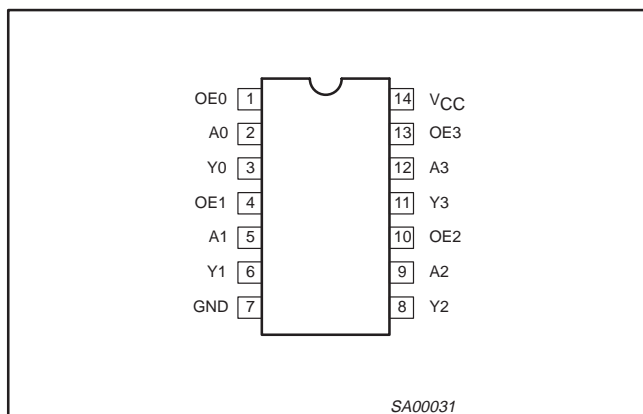 OE0 1 14 VCC
A0 2 13 OE3
Y0 3 12 A3
OE1 4 11 Y3
A1 5 10 OE2
Y1 6 9 A2
GND 7 8 Y2
SA00031